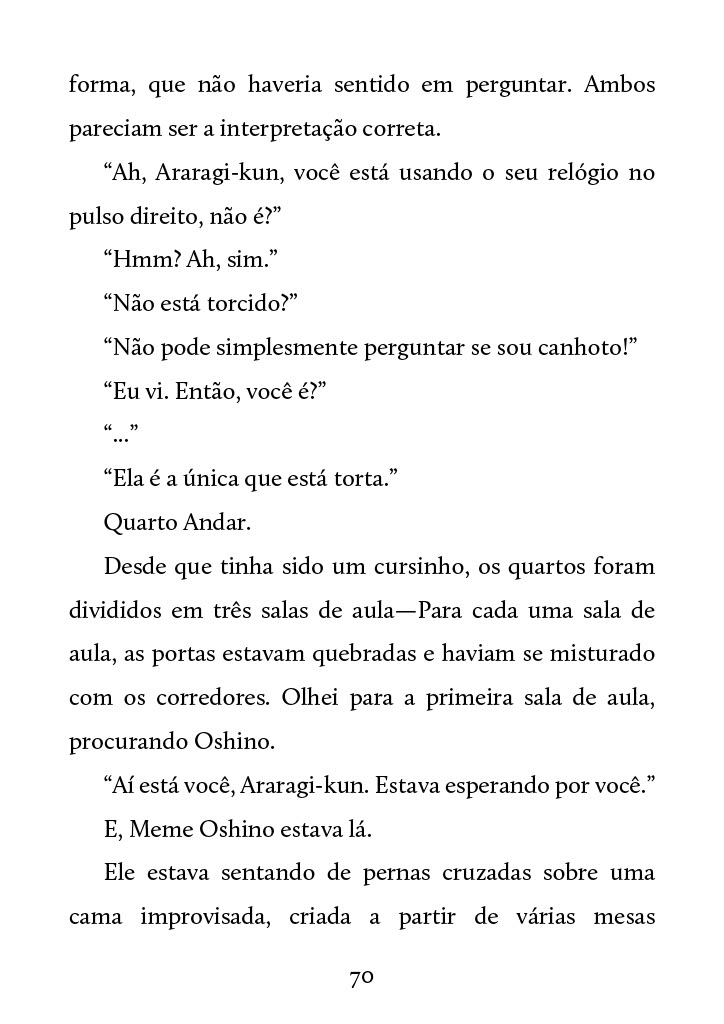 forma, que não haveria sentido em perguntar. Ambos
pareciam ser a interpretação correta.
“Ah, Araragi-kun, você está usando o seu relógio no
pulso direito, não é?”
“Hmm? Ah, sim.”
“Não está torcido?”
“Não pode simplesmente perguntar se sou canhoto!”
“Eu vi. Então, você é?”
“...”
“Ela é a única que está torta.”
Quarto Andar.
Desde que tinha sido um cursinho, os quartos foram
divididos em três salas de aula—Para cada uma sala de
aula, as portas estavam quebradas e haviam se misturado
com os corredores. Olhei para a primeira sala de aula,
procurando Oshino.
“Aí está você, Araragi-kun. Estava esperando por você.”
E, Meme Oshino estava lá.
Ele estava sentando de pernas cruzadas sobre uma
cama improvisada, criada a partir de várias mesas
70